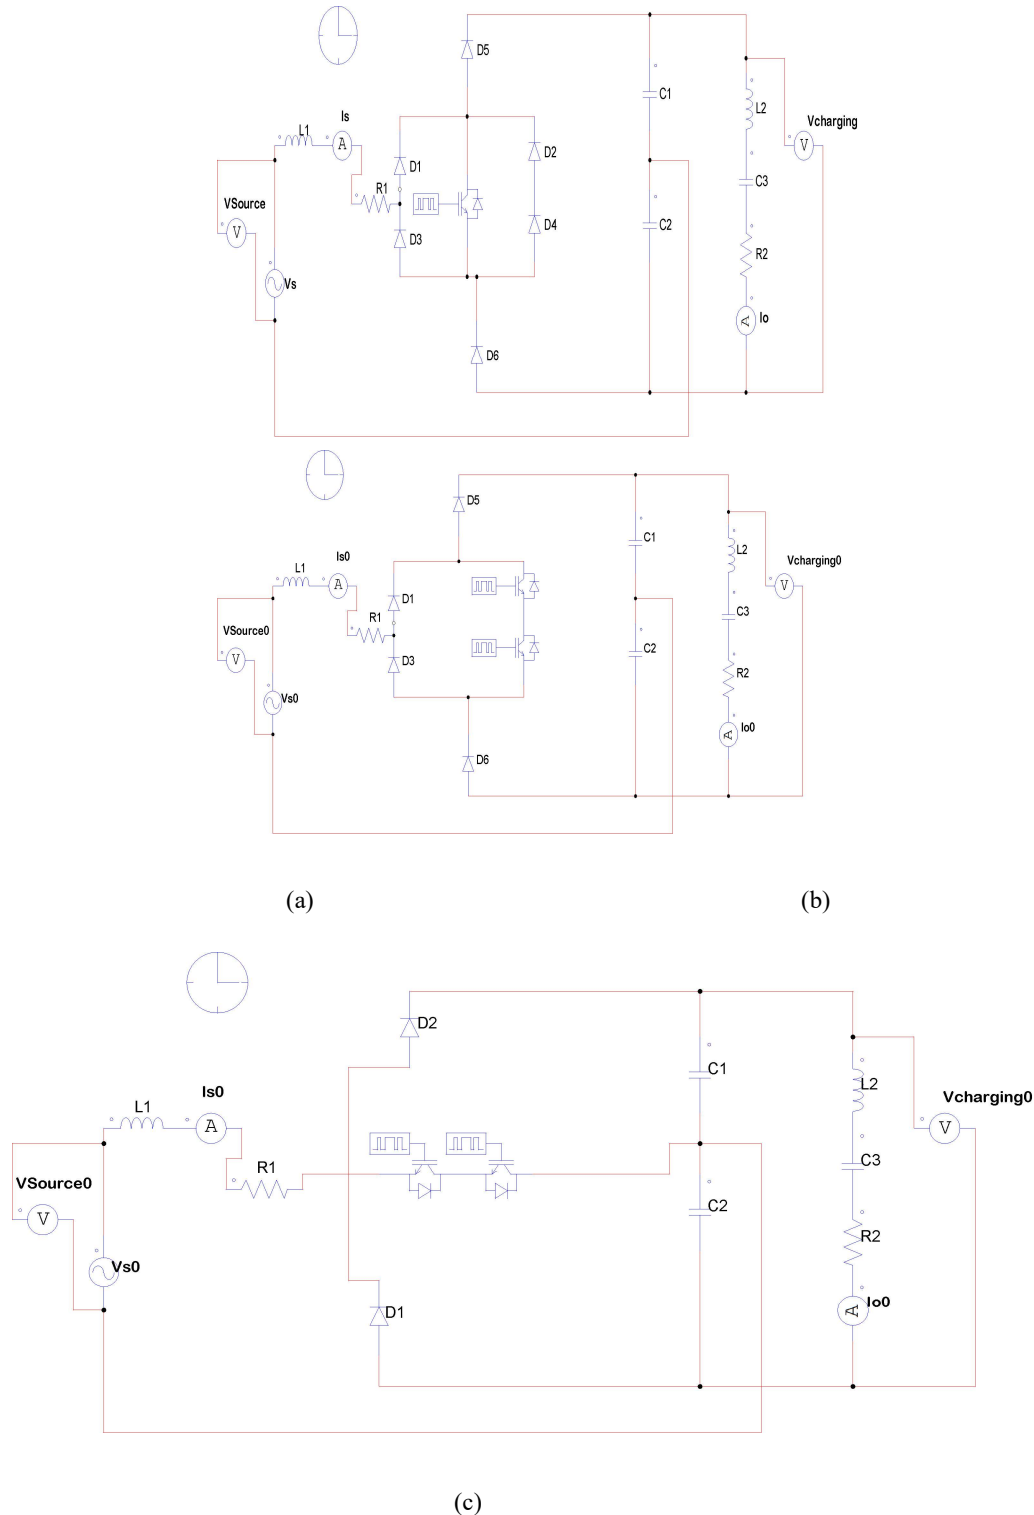 D5
C1
L2
Is
Vcharging
L1
A
V
D1
D2
C3
R1
VSource
V
D3
D4
C2
R2
Vs
A
Io
D6
D5
C1
L2
Is0
L1
A
Vcharging0
V
D1
C3
R1
VSource0
V
D3
C2
R2
Vs0
A
Io0
D6
(a) (b)
D2
C1
L2
Is0
L1
A
Vcharging0
V
C3
R1
VSource0
V
C2
R2
Vs0
A
Io0
D1
(c)